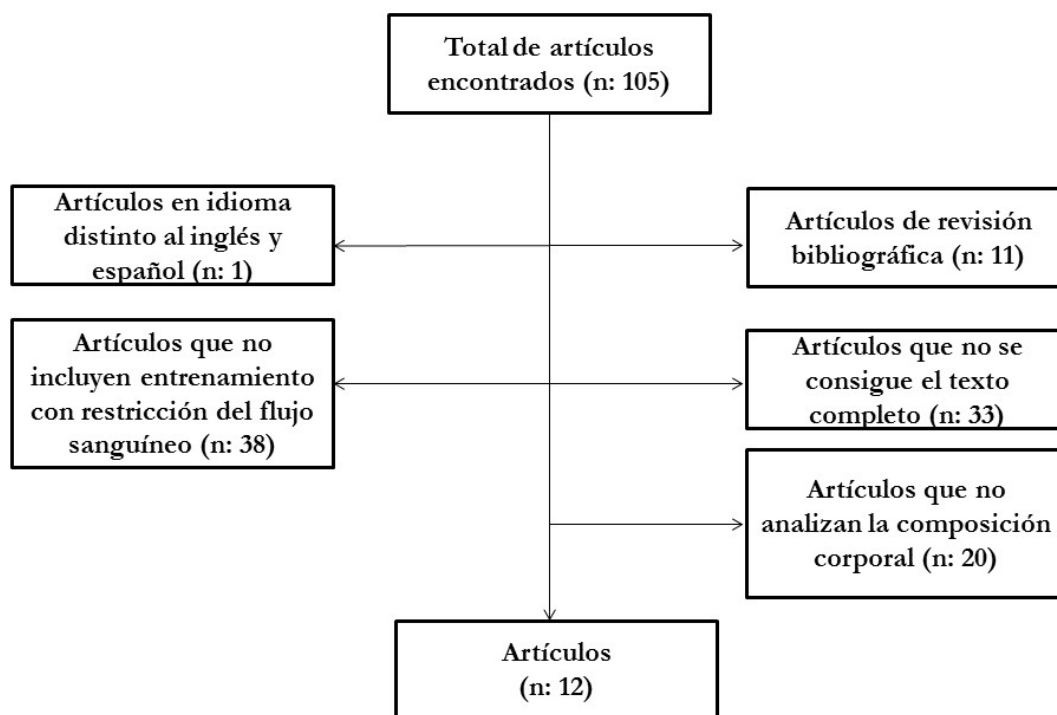 Total de artículos
encontrados (n: 105)
Artículos en idioma
distinto al inglés y
español (n: 1)
Artículos de revisión
bibliográfica (n: 11)
Artículos que no
incluyen entrenamiento
con restricción del flujo
sanguíneo (n: 38)
Artículos que no se
consigue el texto
completo (n: 33)
Artículos que no
analizan la composición
corporal (n: 20)
Artículos
(n: 12)